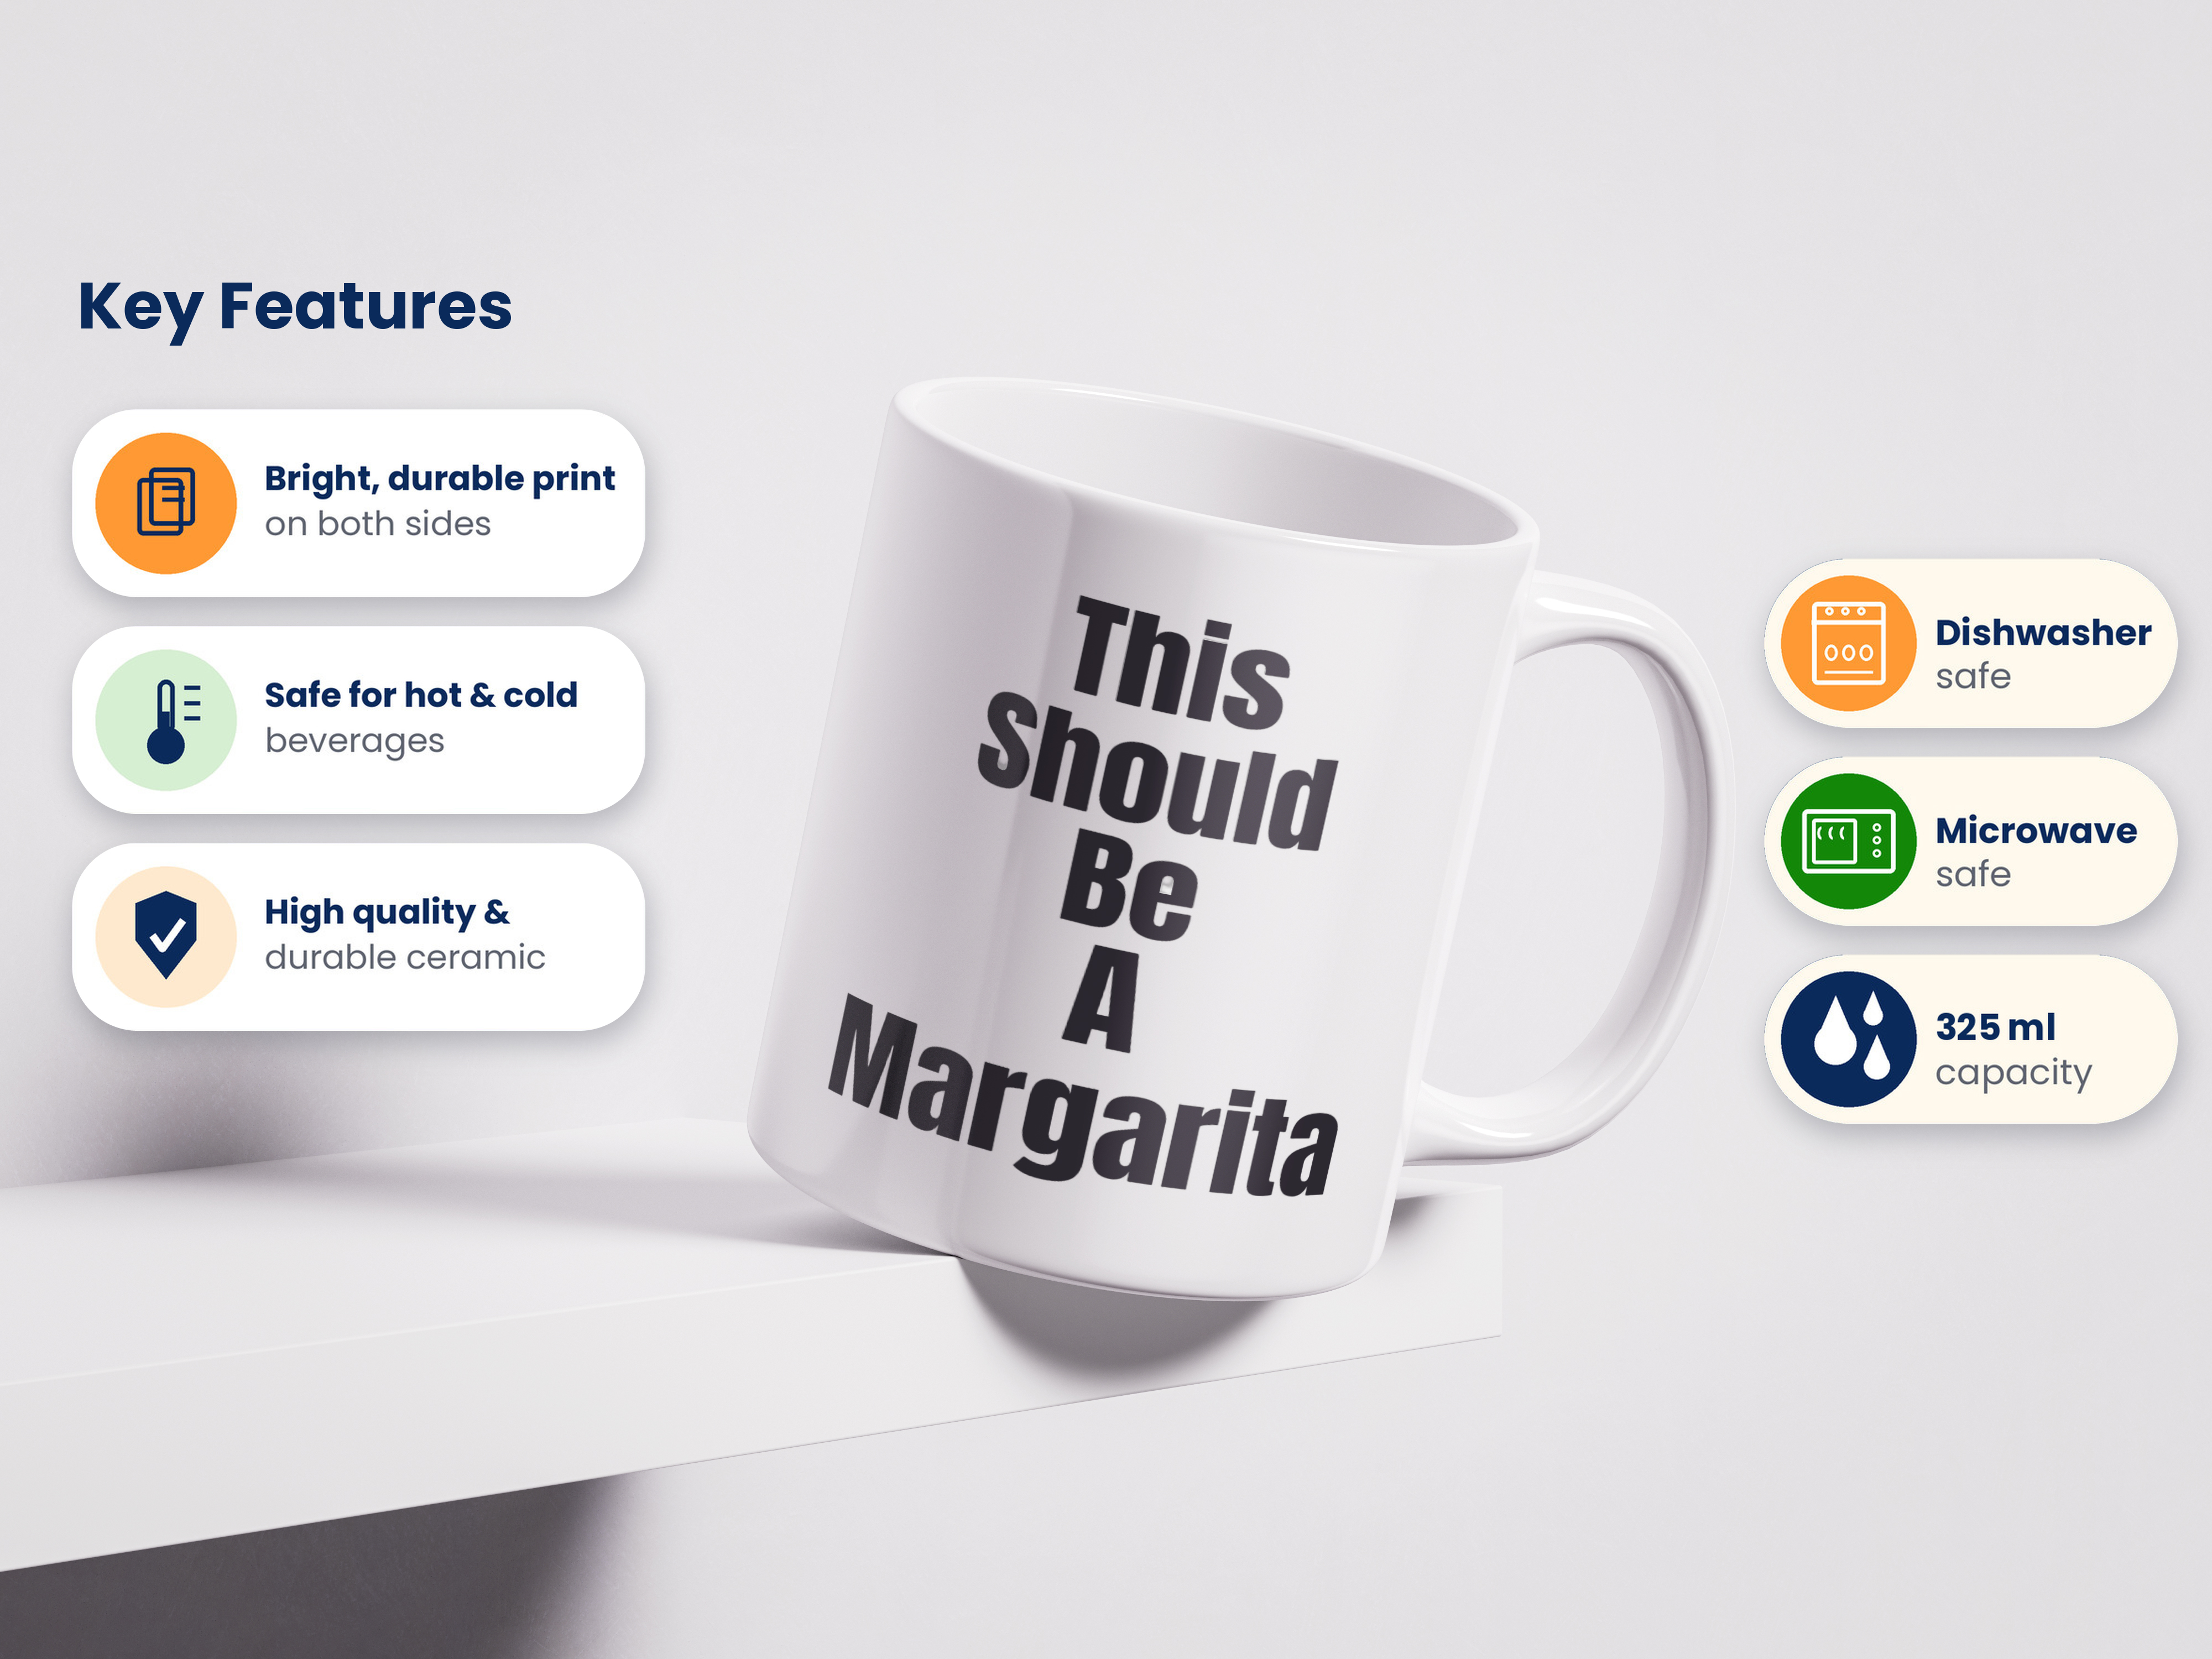 Key Features
Bright, durable print
on both sides
Safe for hot & cold
beverages
High quality &
durable ceramic
This
Should
Be
A
Margarita
Dishwasher
safe
Microwave
safe
325 ml
capacity